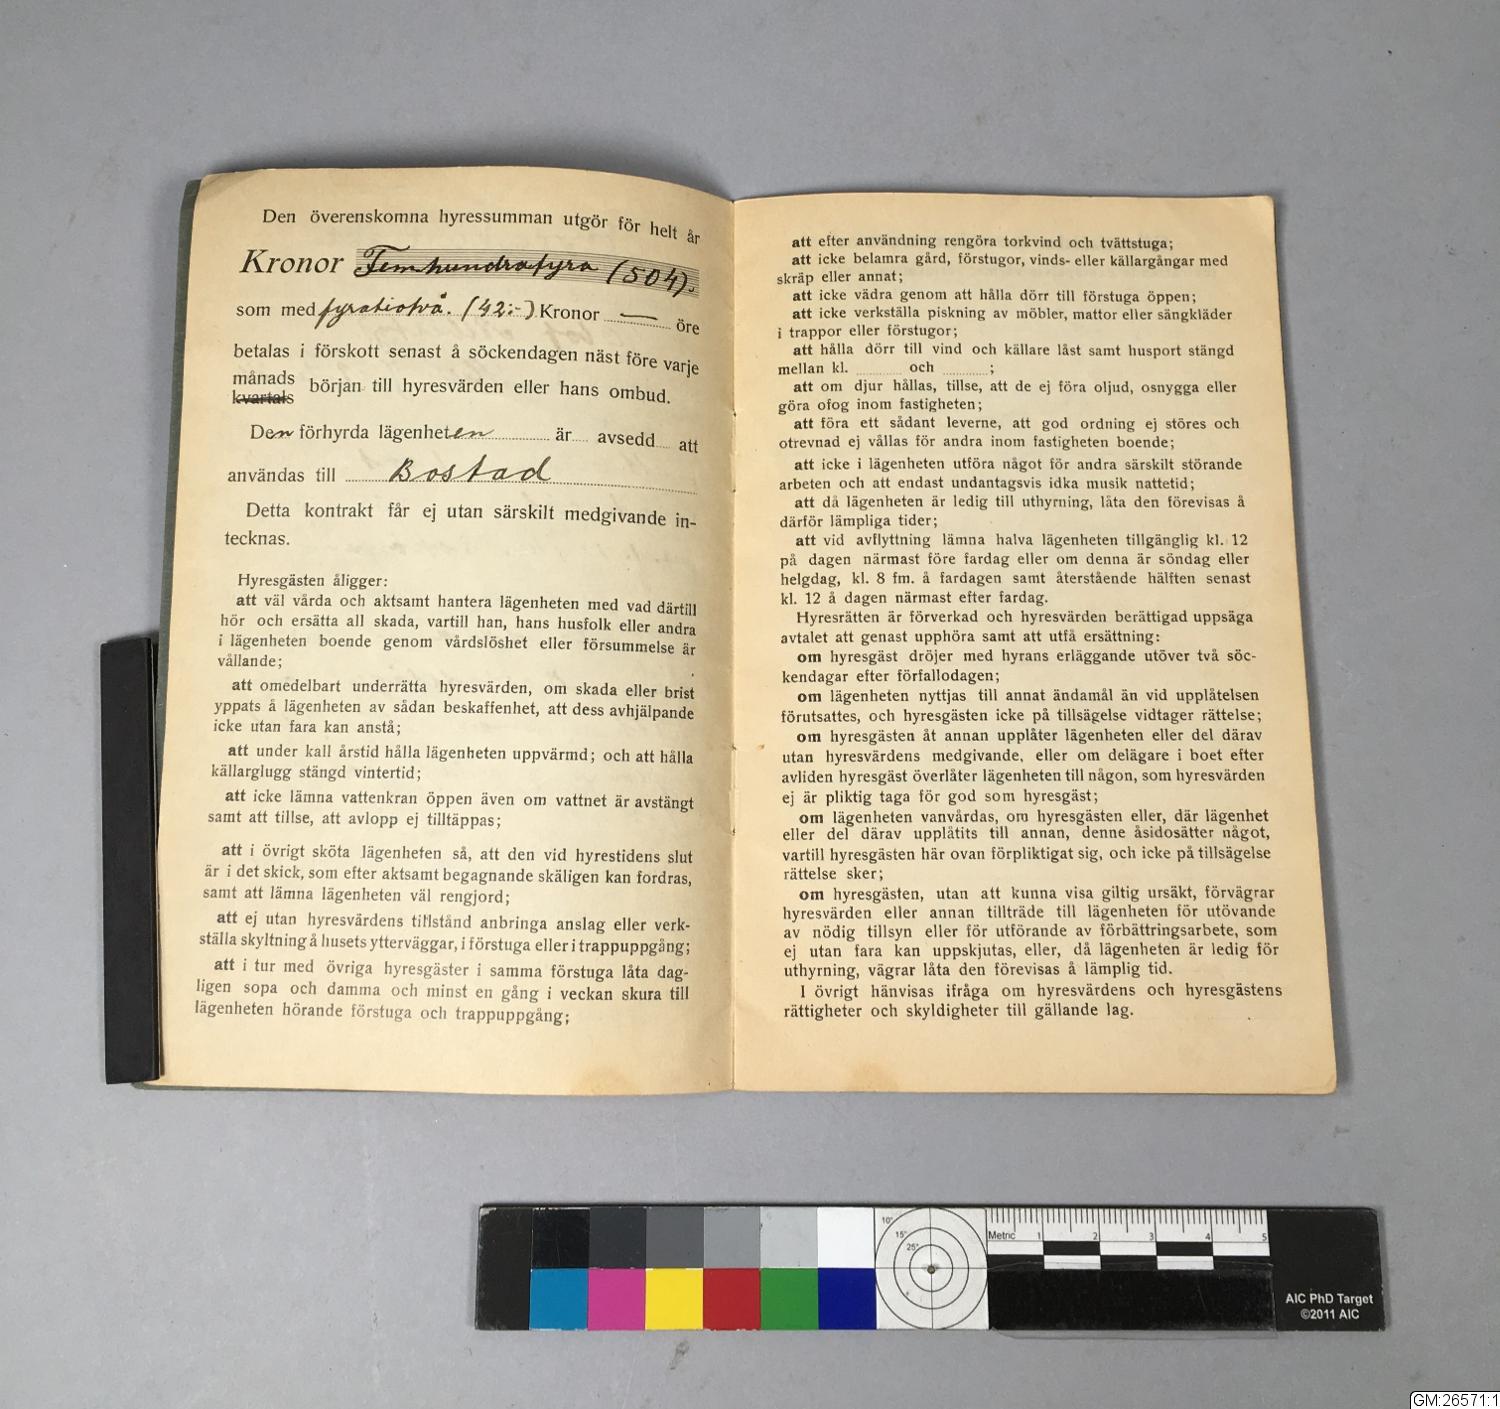 Den överenskomna hyressumman utgör för helt år
Kronor Femhundrafyra (504).
som med fyratiotvå. (42:-) Kronor — öre
betalas i förskott senast å söckendagen näst före varje
månads
kvartals början till hyresvärden eller hans ombud.
Den förhyrda lägenheten är avsedd att
användas till Bostad
Detta kontrakt får ej utan särskilt medgivande in-
tecknas.
Hyresgästen åligger:
att väl vårda och aktsamt hantera lägenheten med vad därtill
hör och ersätta all skada, vartill han, hans husfolk eller andra
i lägenheten boende genom vårdslöshet eller försummelse är
vållande;
att omedelbart underrätta hyresvärden, om skada eller brist
yppats å lägenheten av sådan beskaffenhet, att dess avhjälpande
icke utan fara kan anstå;
att under kall årstid hålla lägenheten uppvärmd; och att hålla
källarglugg stängd vintertid;
att icke lämna vattenkran öppen även om vattnet är avstängt
samt att tillse, att avlopp ej tilltäppas;
att i övrigt sköta lägenheten så, att den vid hyrestidens slut
är i det skick, som efter aktsamt begagnande skäligen kan fordras,
samt att lämna lägenheten väl rengjord;
att ej utan hyresvärdens tillstånd anbringa anslag eller verk-
ställa skyltning å husets ytterväggar, i förstuga eller i trappuppgång;
att i tur med övriga hyresgäster i samma förstuga låta dag-
ligen sopa och damma och minst en gång i veckan skura till
lägenheten hörande förstuga och trappuppgång;
att efter användning rengöra torkvind och tvättstuga;
att icke belamra gård, förstugor, vinds- eller källargångar med
skräp eller annat;
att icke vädra genom att hålla dörr till förstuga öppen;
att icke verkställa piskning av möbler, mattor eller sängkläder
i trappor eller förstugor;
att hålla dörr till vind och källare låst samt husport stängd
mellan kl. och ;
att om djur hållas, tillse, att de ej föra oljud, osnygga eller
göra ofog inom fastigheten;
att föra ett sådant leverne, att god ordning ej störes och
otrevnad ej vållas för andra inom fastigheten boende;
att icke i lägenheten utföra något för andra särskilt störande
arbeten och att endast undantagsvis idka musik nattetid;
att då lägenheten är ledig till uthyrning, låta den förevisas å
därför lämpliga tider;
att vid avflyttning lämna halva lägenheten tillgänglig kl. 12
på dagen närmast före fardag eller om denna är söndag eller
helgdag, kl. 8 fm. å fardagen samt återstående hälften senast
kl. 12 å dagen närmast efter fardag.
Hyresrätten är förverkad och hyresvärden berättigad uppsäga
avtalet att genast upphöra samt att utfå ersättning:
om hyresgäst dröjer med hyrans erläggande utöver två söc-
kendagar efter förfallodagen;
om lägenheten nyttjas till annat ändamål än vid upplåtelsen
förutsattes, och hyresgästen icke på tillsägelse vidtager rättelse;
om hyresgästen åt annan upplåter lägenheten eller del därav
utan hyresvärdens medgivande, eller om delägare i boet efter
avliden hyresgäst överlåter lägenheten till någon, som hyresvärden
ej är pliktig taga för god som hyresgäst;
om lägenheten vanvårdas, om hyresgästen eller, där lägenhet
eller del därav upplåtits till annan, denne åsidosätter något,
vartill hyresgästen här ovan förpliktigat sig, och icke på tillsägelse
rättelse sker;
om hyresgästen, utan att kunna visa giltig ursäkt, förvägrar
hyresvärden eller annan tillträde till lägenheten för utövande
av nödig tillsyn eller för utförande av förbättringsarbete, som
ej utan fara kan uppskjutas, eller, då lägenheten är ledig för
uthyrning, vägrar låta den förevisas å lämplig tid.
I övrigt hänvisas ifråga om hyresvärdens och hyresgästens
rättigheter och skyldigheter till gällande lag.
10° 15° 25°
Metric 1 2 3 4 5
AIC PhD Target
©2011 AIC
GM:26571:1